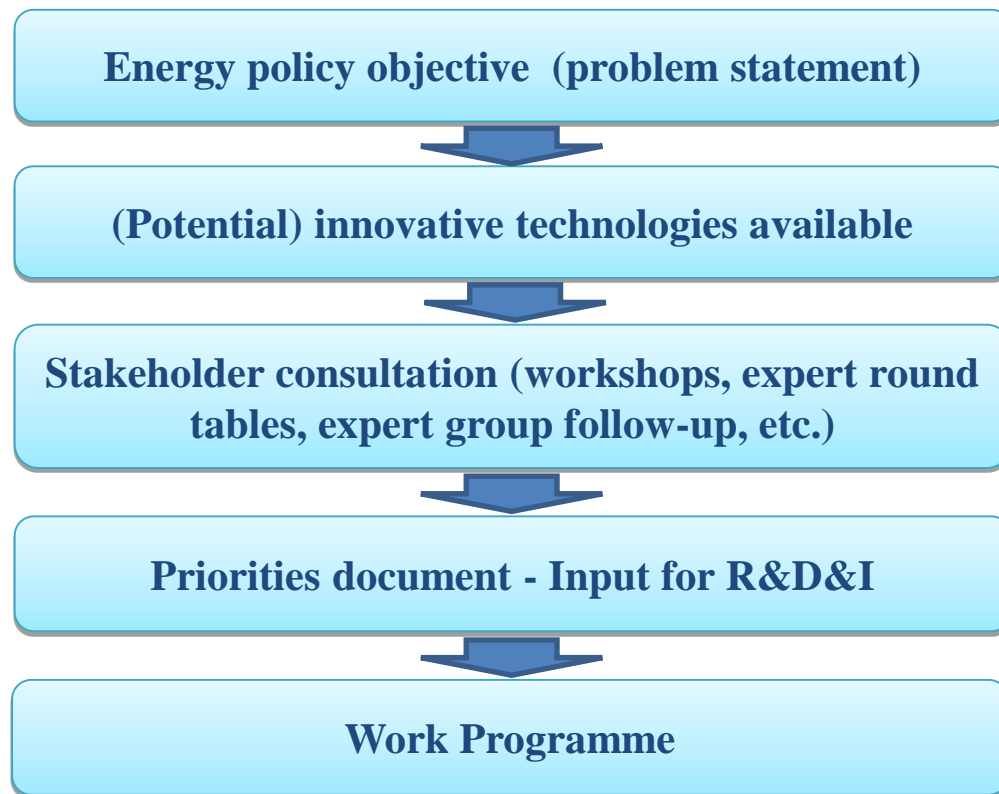 Energy policy objective  (problem statement)
(Potential) innovative technologies available
Stakeholder consultation (workshops, expert round
tables, expert group follow-up, etc.)
Priorities document - Input for R&D&I
Work Programme